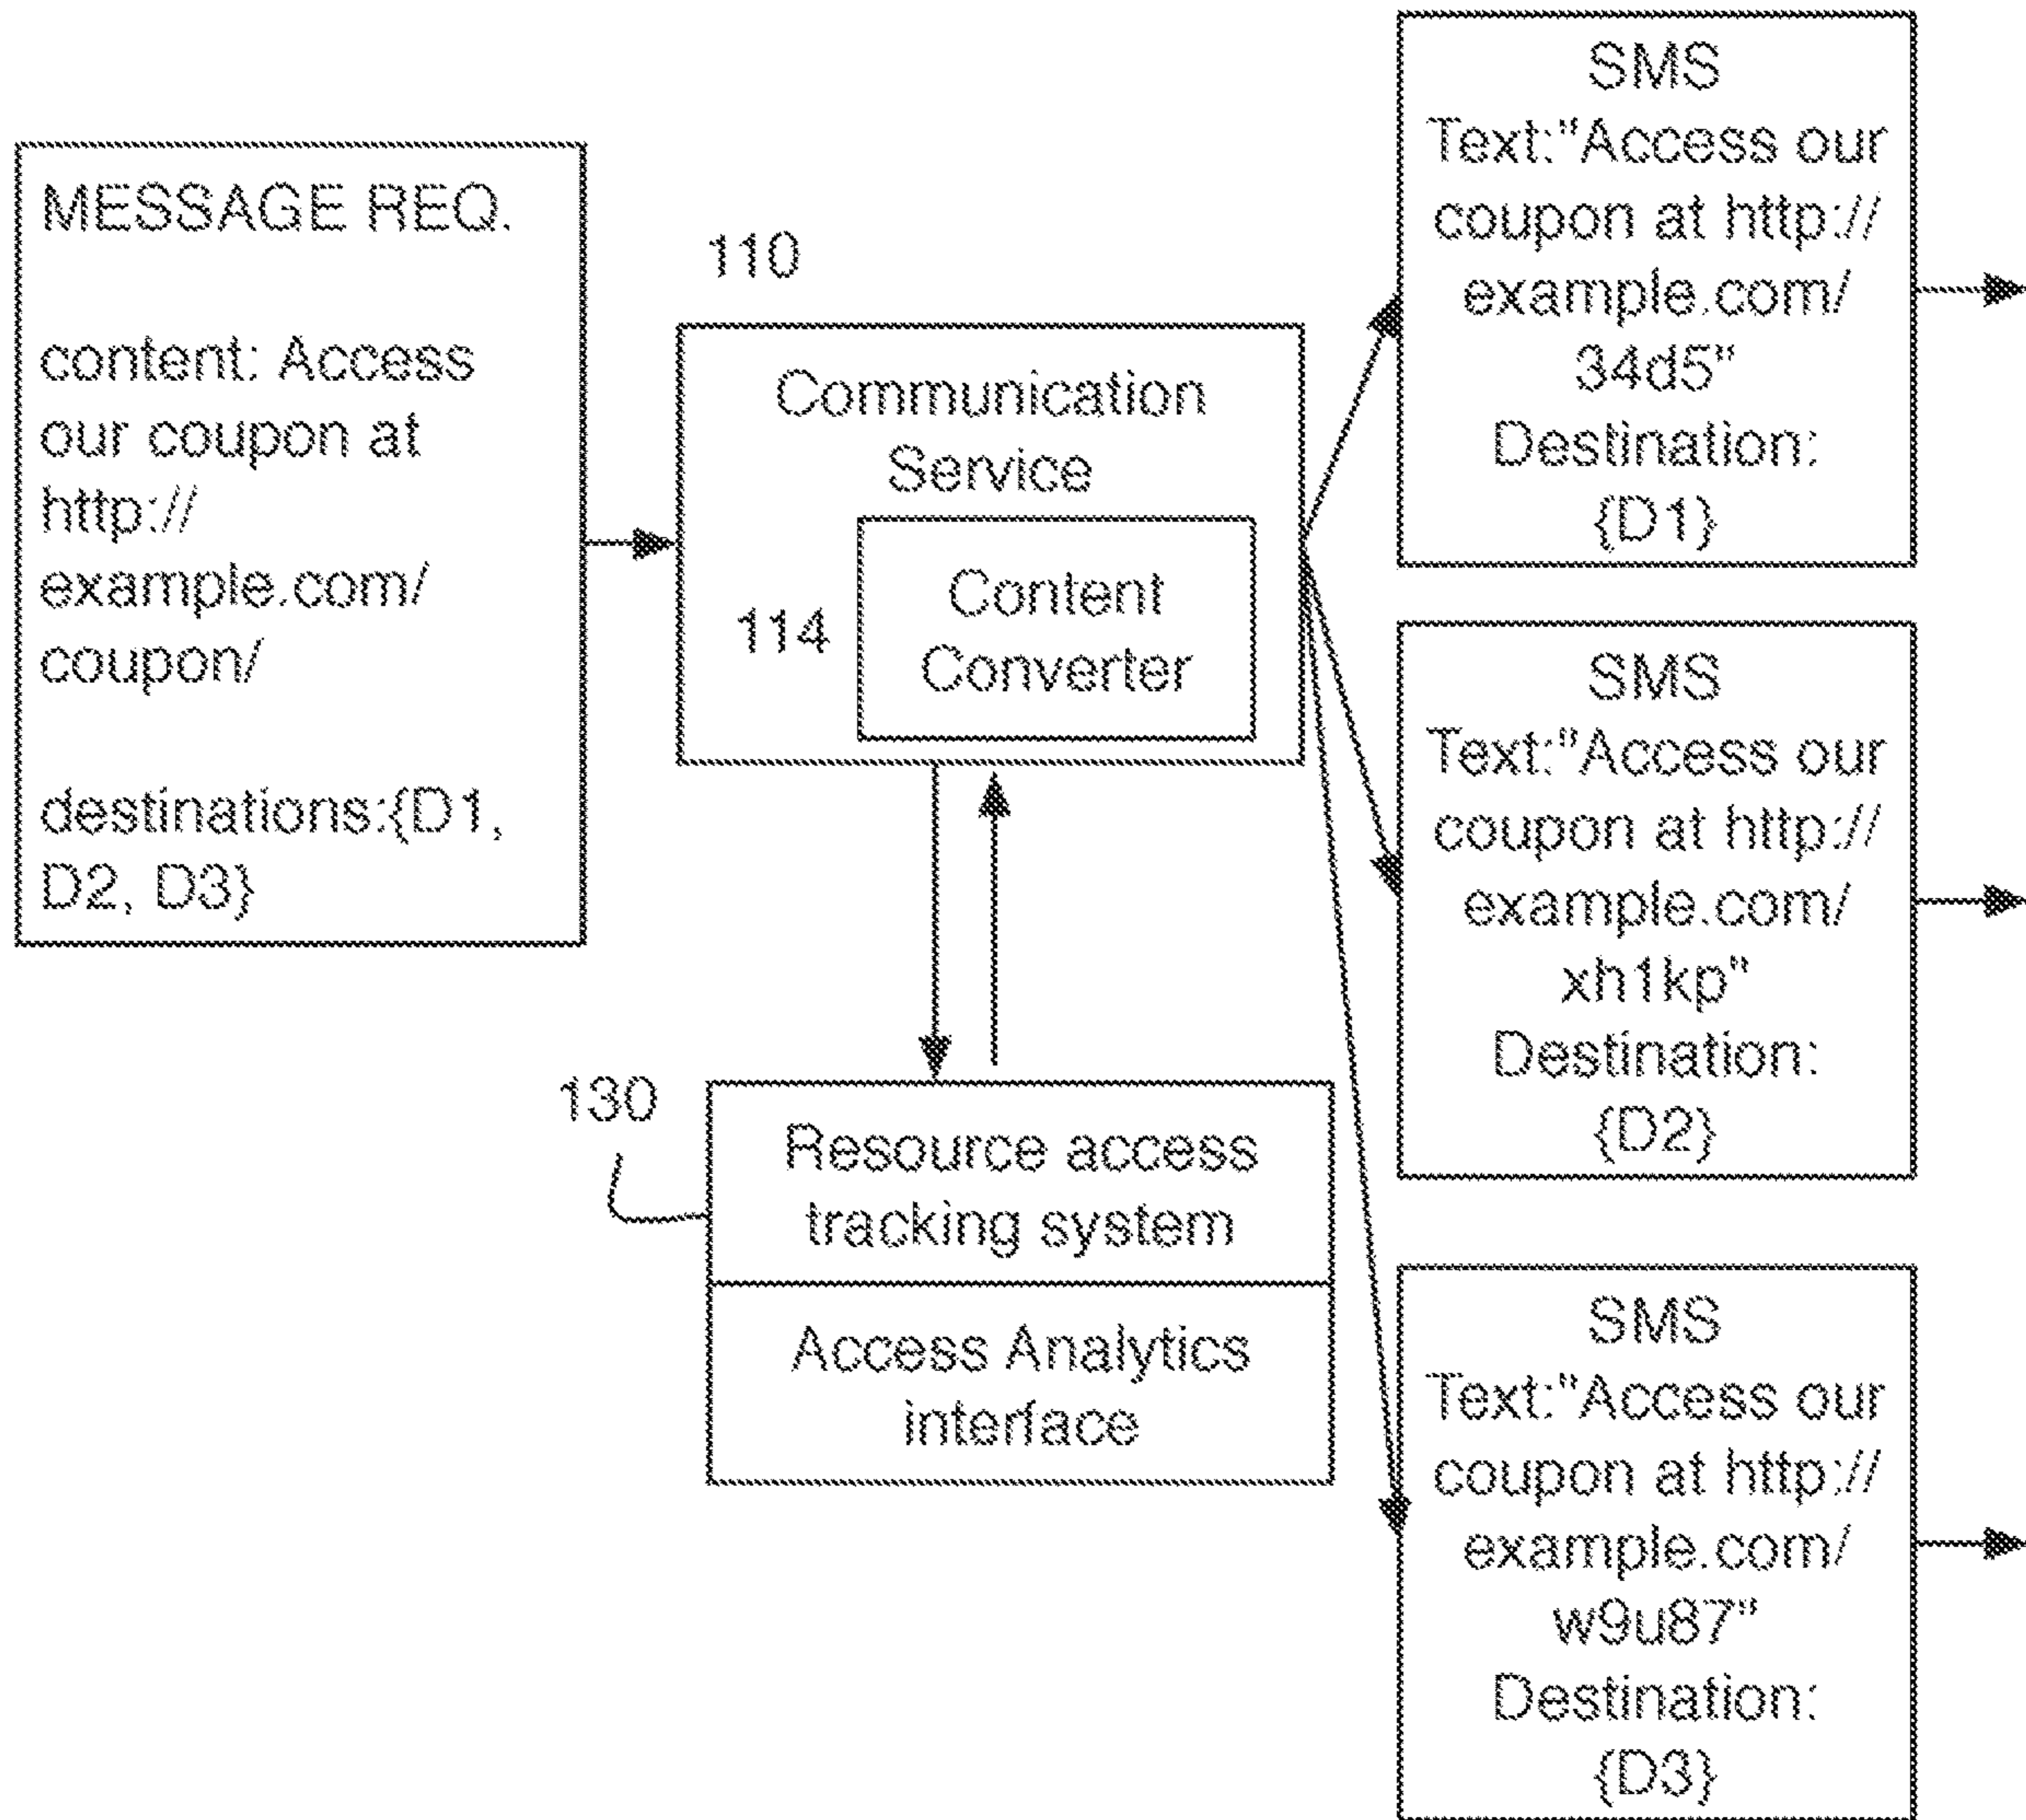 MESSAGE REQ.
content: Access
our coupon at
http://
example.com/
coupon/
destinations:{D1,
D2, D3}
110
Communication
Service
114
Content
Converter
130
Resource access
tracking system
Access Analytics
interface
SMS
Text:"Access our
coupon at http://
example.com/
34d5"
Destination:
{D1}
SMS
Text:"Access our
coupon at http://
example.com/
xh1kp"
Destination:
{D2}
SMS
Text:"Access our
coupon at http://
example.com/
w9u87"
Destination:
{D3}